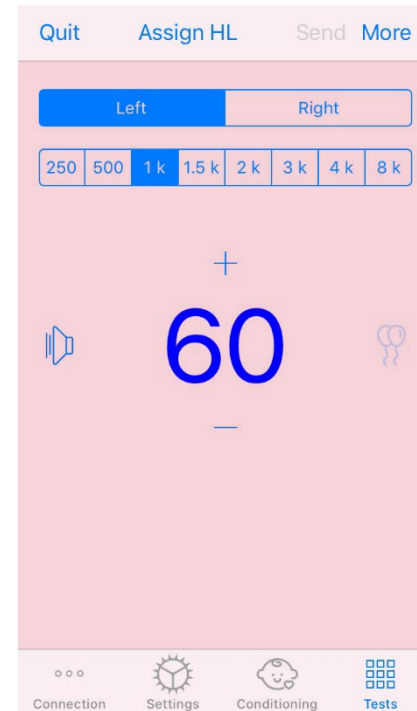 Quit Assign HL Send More
Left Right
250 500 1 k 1.5 k 2 k 3 k 4 k 8 k
+
60
—
Connection Settings Conditioning Tests